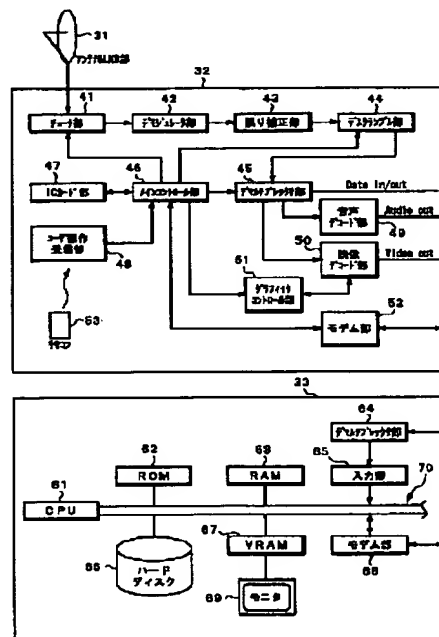 31
アンテナ&LNB部
32
41
42
43
44
チューナ部
デモジュレータ部
誤り補正部
デスクランブル部
47
46
45
ICカード部
メインコントロール部
デマルチプレックサ部
Data in/out
ユーザ操作
受信部
48
音声
デコード部
49
Audio out
50
映像
デコード部
Video out
51
グラフィック
コントロール部
52
モデム部
53
リモコン
33
64
デマルチプレックサ部
62
63
65
ROM
RAM
入力部
70
61
CPU
67
VRAM
モデム部
68
66
ハード
ディスク
モニタ
69